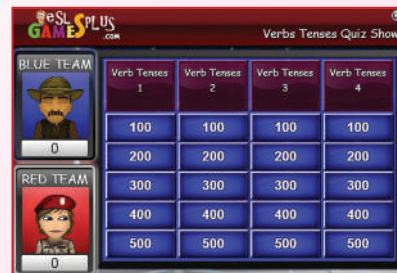 eSL PLUS
GAMES .COM
Verbs Tenses Quiz Show
BLUE TEAM
0
RED TEAM
0
Verb Tenses 1
Verb Tenses 2
Verb Tenses 3
Verb Tenses 4
100 100 100 100
200 200 200 200
300 300 300 300
400 400 400 400
500 500 500 500